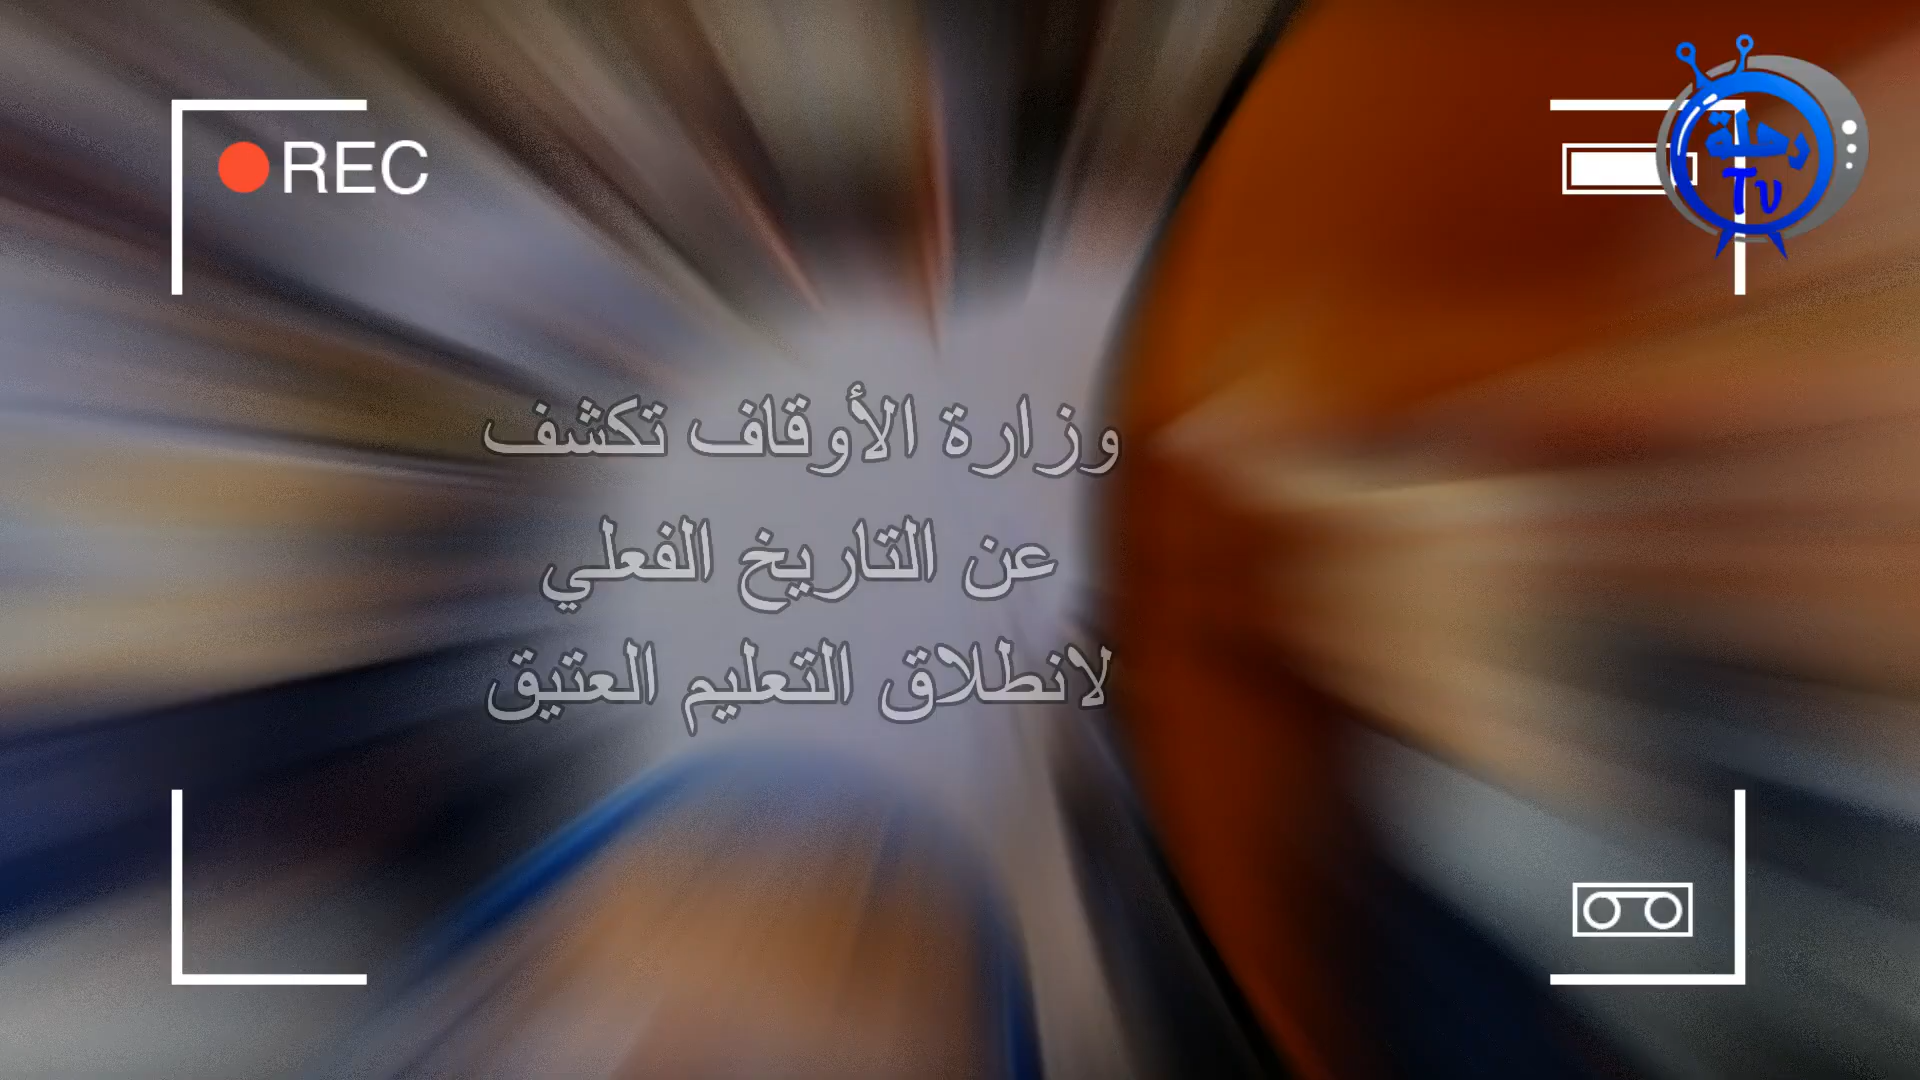 REC
رحلة
TV
وزارة الأوقاف تكشف
عن التاريخ الفعلي
لانطلاق التعليم العتيق